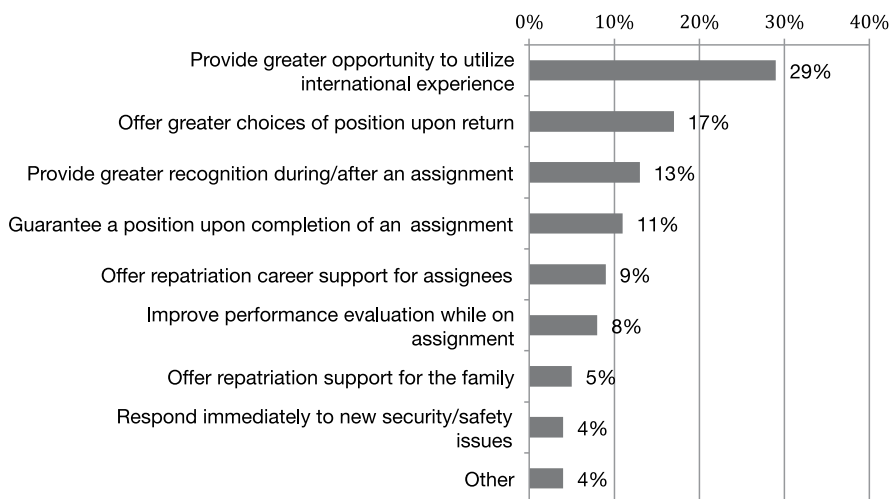 0% 10% 20% 30% 40%
Provide greater opportunity to utilize
international experience
29%
Offer greater choices of position upon return
17%
Provide greater recognition during/after an assignment
13%
Guarantee a position upon completion of an assignment
11%
Offer repatriation career support for assignees
9%
Improve performance evaluation while on
assignment
8%
Offer repatriation support for the family
5%
Respond immediately to new security/safety
issues
4%
Other
4%